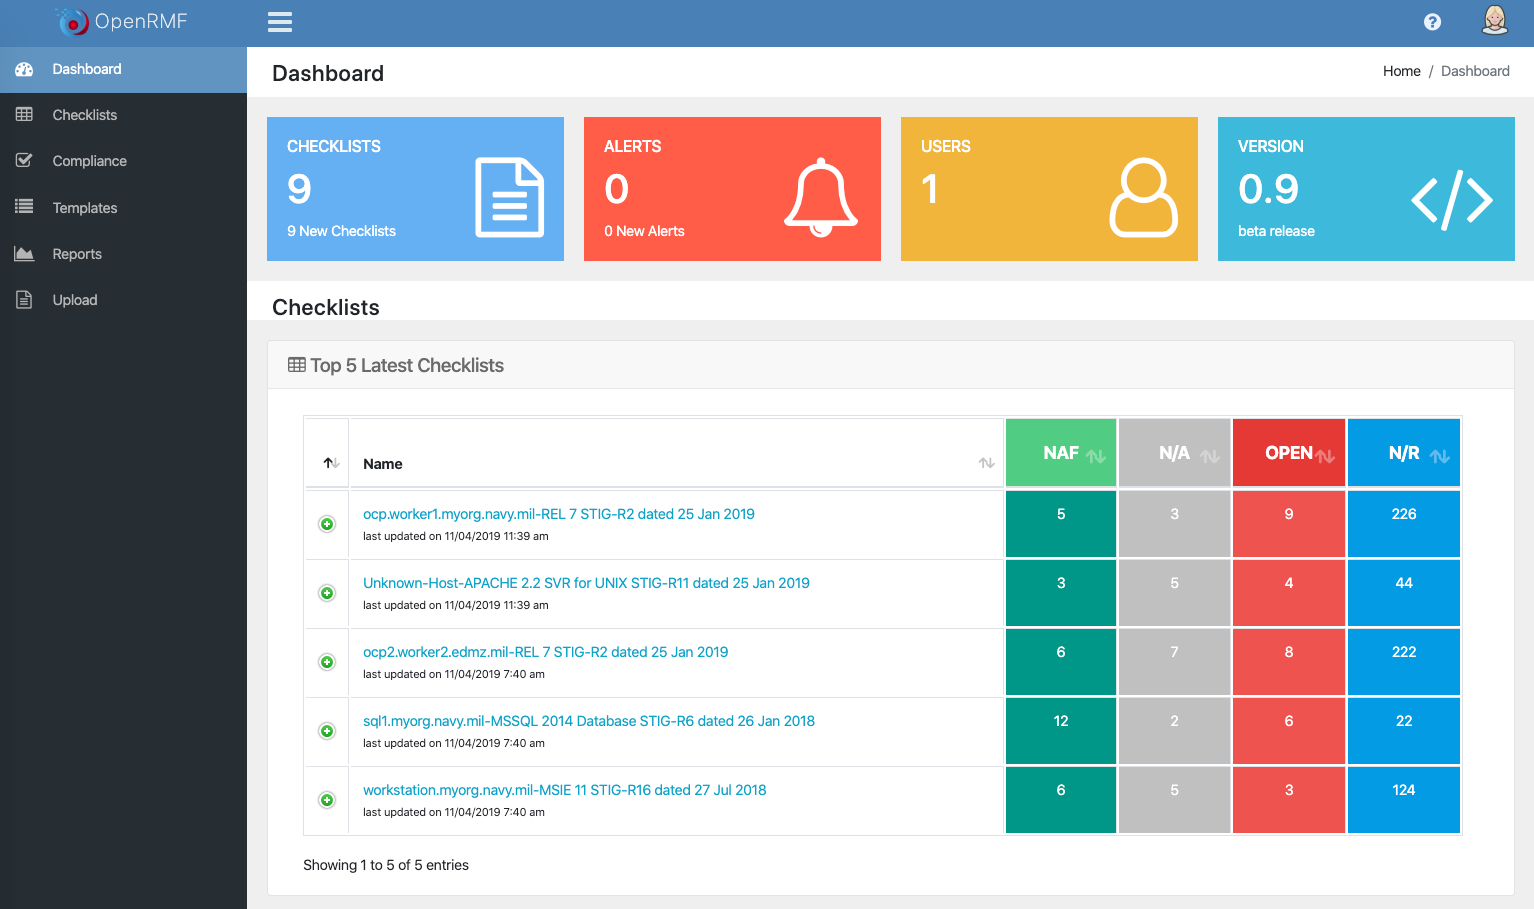 OpenRMF
Dashboard
Checklists
Compliance
Templates
Reports
Upload
Dashboard
Home / Dashboard
CHECKLISTS
9
9 New Checklists
ALERTS
0
0 New Alerts
USERS
1
VERSION
0.9
beta release
Checklists
Top 5 Latest Checklists
Name NAF N/A OPEN N/R
ocp.worker1.myorg.navy.mil-REL 7 STIG-R2 dated 25 Jan 2019 5 3 9 226
last updated on 11/04/2019 11:39 am
Unknown-Host-APACHE 2.2 SVR for UNIX STIG-R11 dated 25 Jan 2019 3 5 4 44
last updated on 11/04/2019 11:39 am
ocp2.worker2.edmz.mil-REL 7 STIG-R2 dated 25 Jan 2019 6 7 8 222
last updated on 11/04/2019 7:40 am
sql1.myorg.navy.mil-MSSQL 2014 Database STIG-R6 dated 26 Jan 2018 12 2 6 22
last updated on 11/04/2019 7:40 am
workstation.myorg.navy.mil-MSIE 11 STIG-R16 dated 27 Jul 2018 6 5 3 124
last updated on 11/04/2019 7:40 am
Showing 1 to 5 of 5 entries